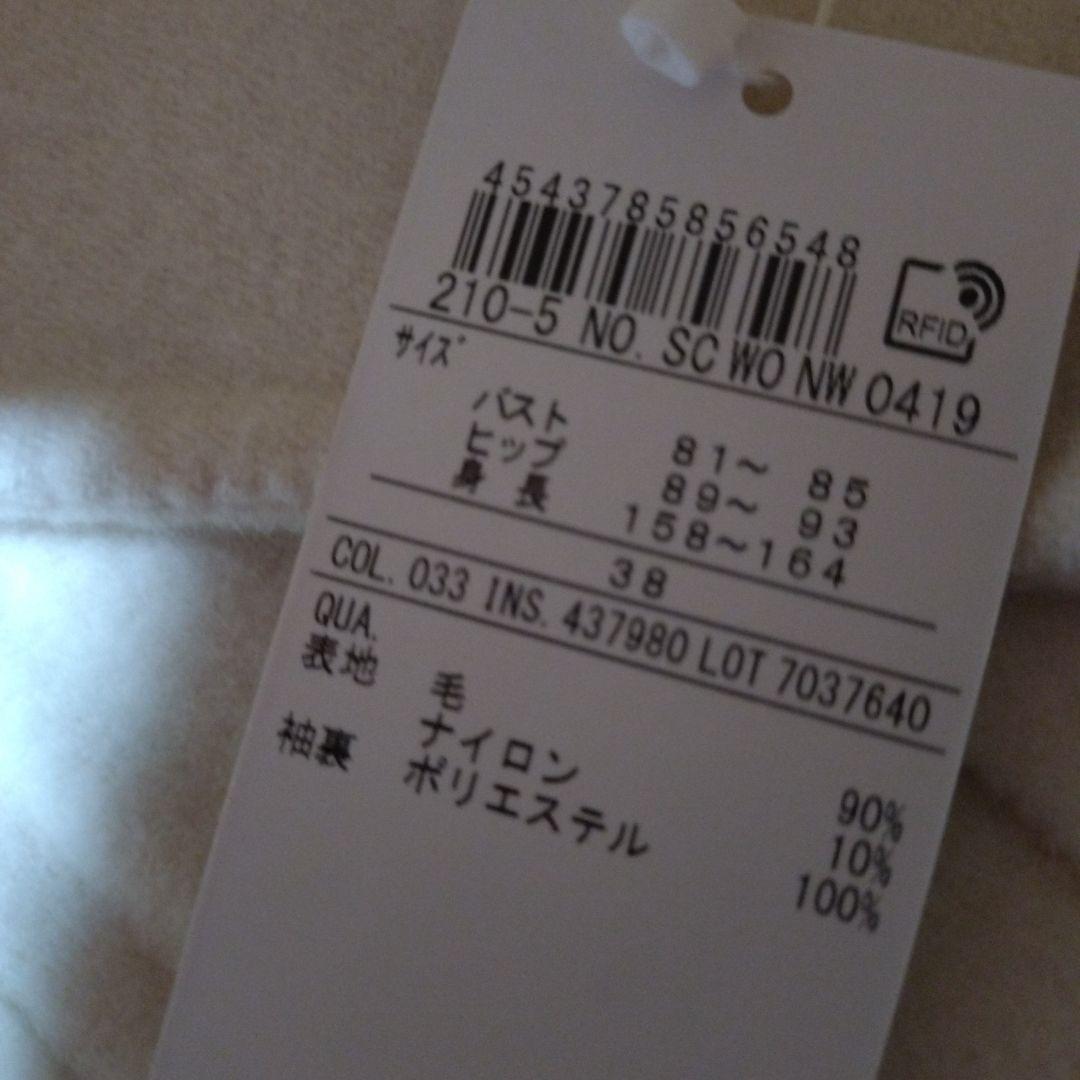 4543785856548
RFID
210-5 NO. SC WO NW 0419
サイズ
バスト 81～ 85
ヒップ 89～ 93
身長 158～164
38
COL. 033 INS. 437980 LOT 7037640
QUA.
表地 毛 90%
ナイロン 10%
袖裏 ポリエステル 100%